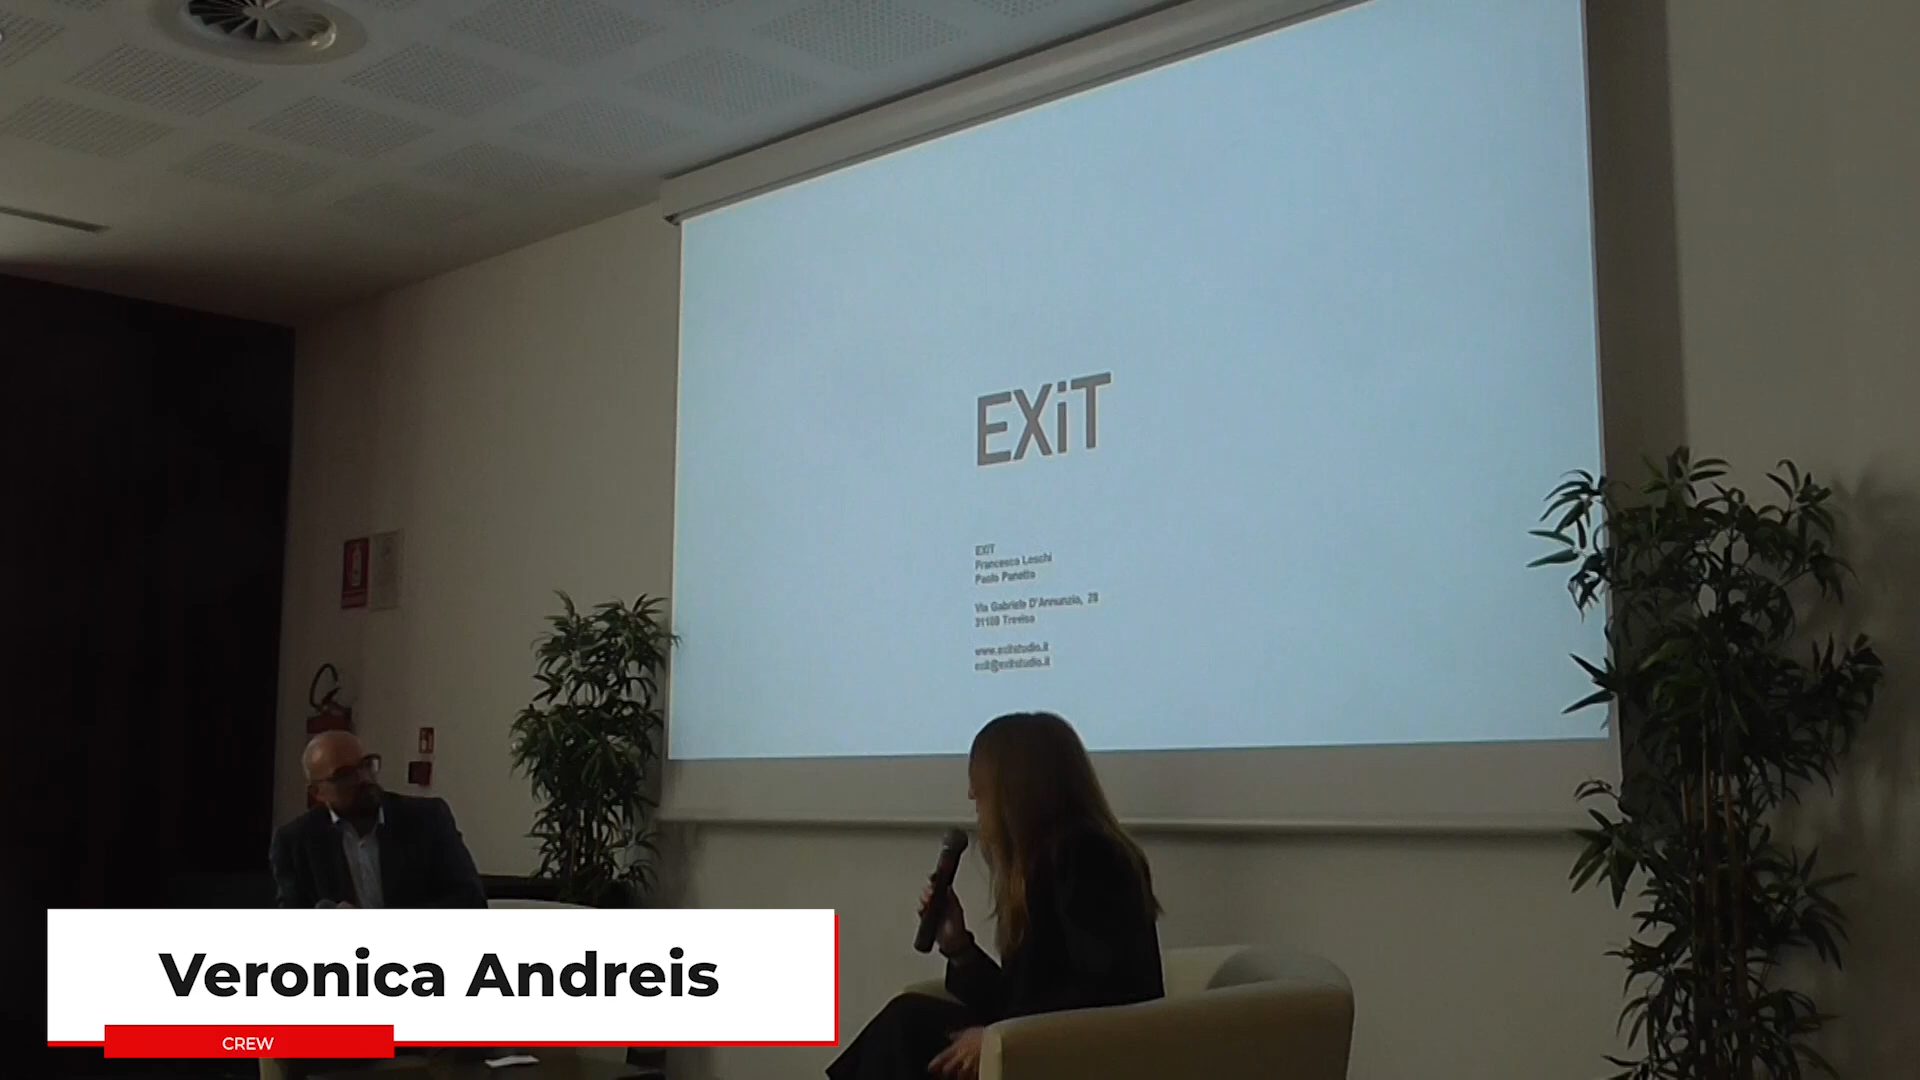 EXiT
EXiT
Francesco Leschi
Paolo Panetto
Via Gabriele D'Annunzio, 28
31100 Treviso
www.exitstudio.it
exit@exitstudio.it
Veronica Andreis
CREW